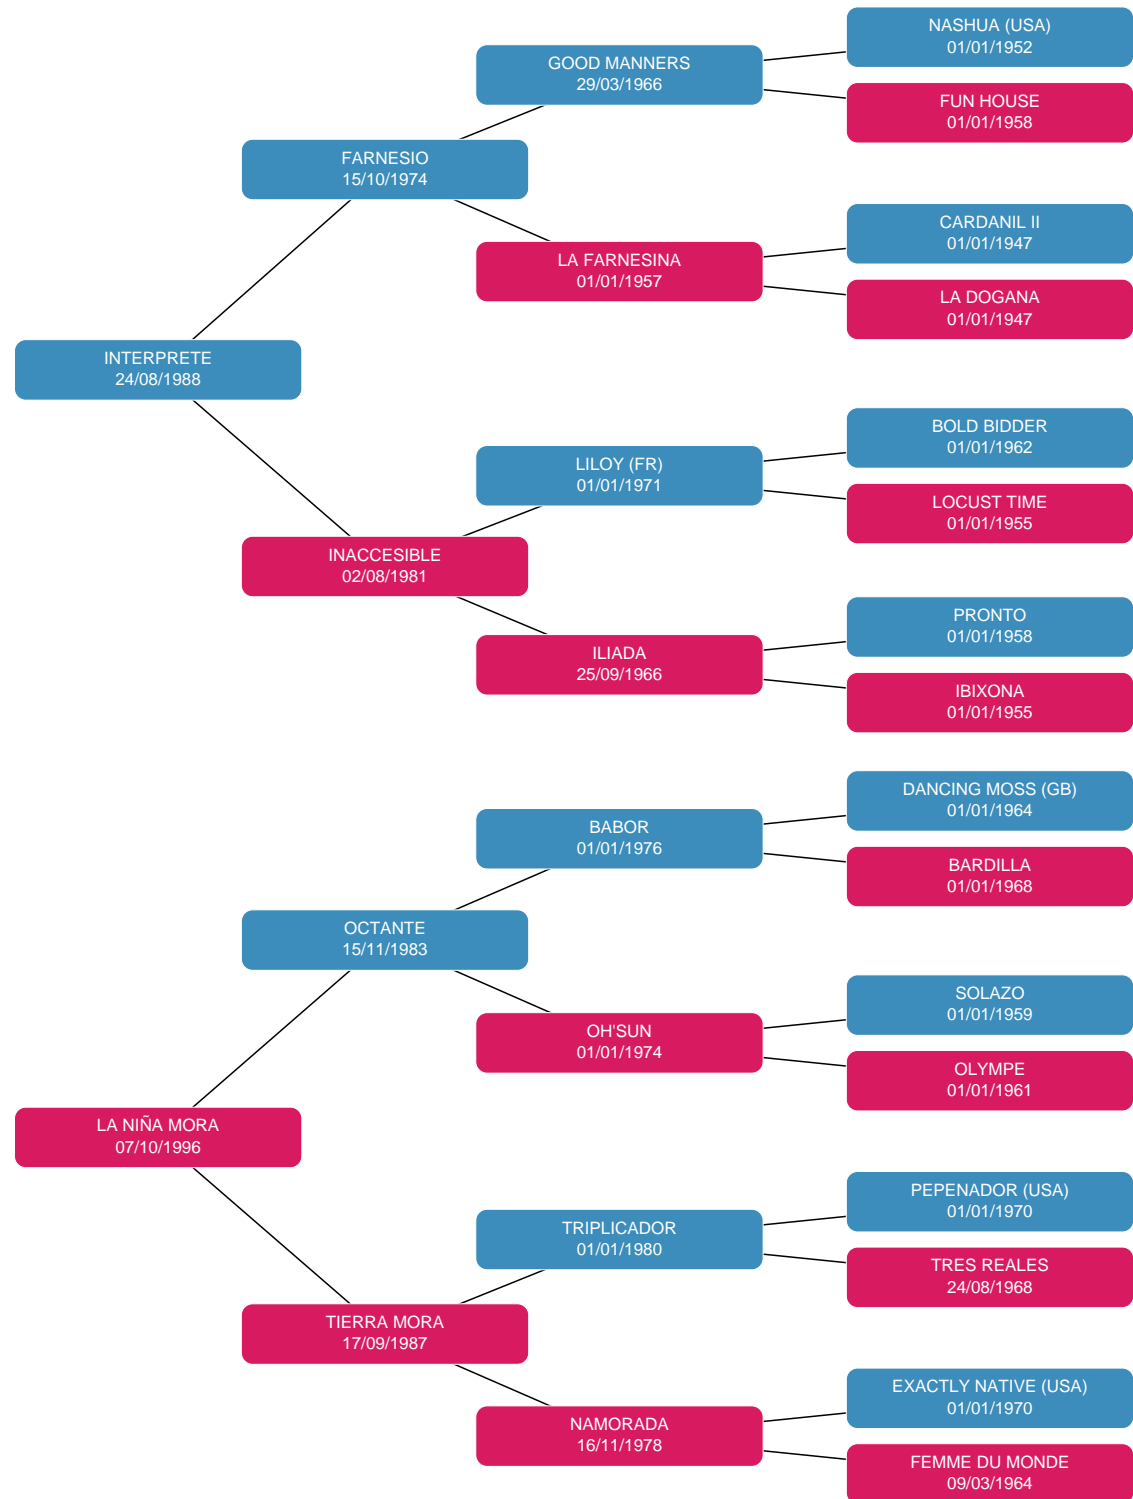 NASHUA (USA)
01/01/1952
GOOD MANNERS
29/03/1966
FUN HOUSE
01/01/1958
FARNESIO
15/10/1974
CARDANIL II
01/01/1947
LA FARNESINA
01/01/1957
LA DOGANA
01/01/1947
INTERPRETE
24/08/1988
BOLD BIDDER
01/01/1962
LILOY (FR)
01/01/1971
LOCUST TIME
01/01/1955
INACCESIBLE
02/08/1981
PRONTO
01/01/1958
ILIADA
25/09/1966
IBIXONA
01/01/1955
DANCING MOSS (GB)
01/01/1964
BABOR
01/01/1976
BARDILLA
01/01/1968
OCTANTE
15/11/1983
SOLAZO
01/01/1959
OH'SUN
01/01/1974
OLYMPE
01/01/1961
LA NIÑA MORA
07/10/1996
PEPENADOR (USA)
01/01/1970
TRIPLICADOR
01/01/1980
TRES REALES
24/08/1968
TIERRA MORA
17/09/1987
EXACTLY NATIVE (USA)
01/01/1970
NAMORADA
16/11/1978
FEMME DU MONDE
09/03/1964